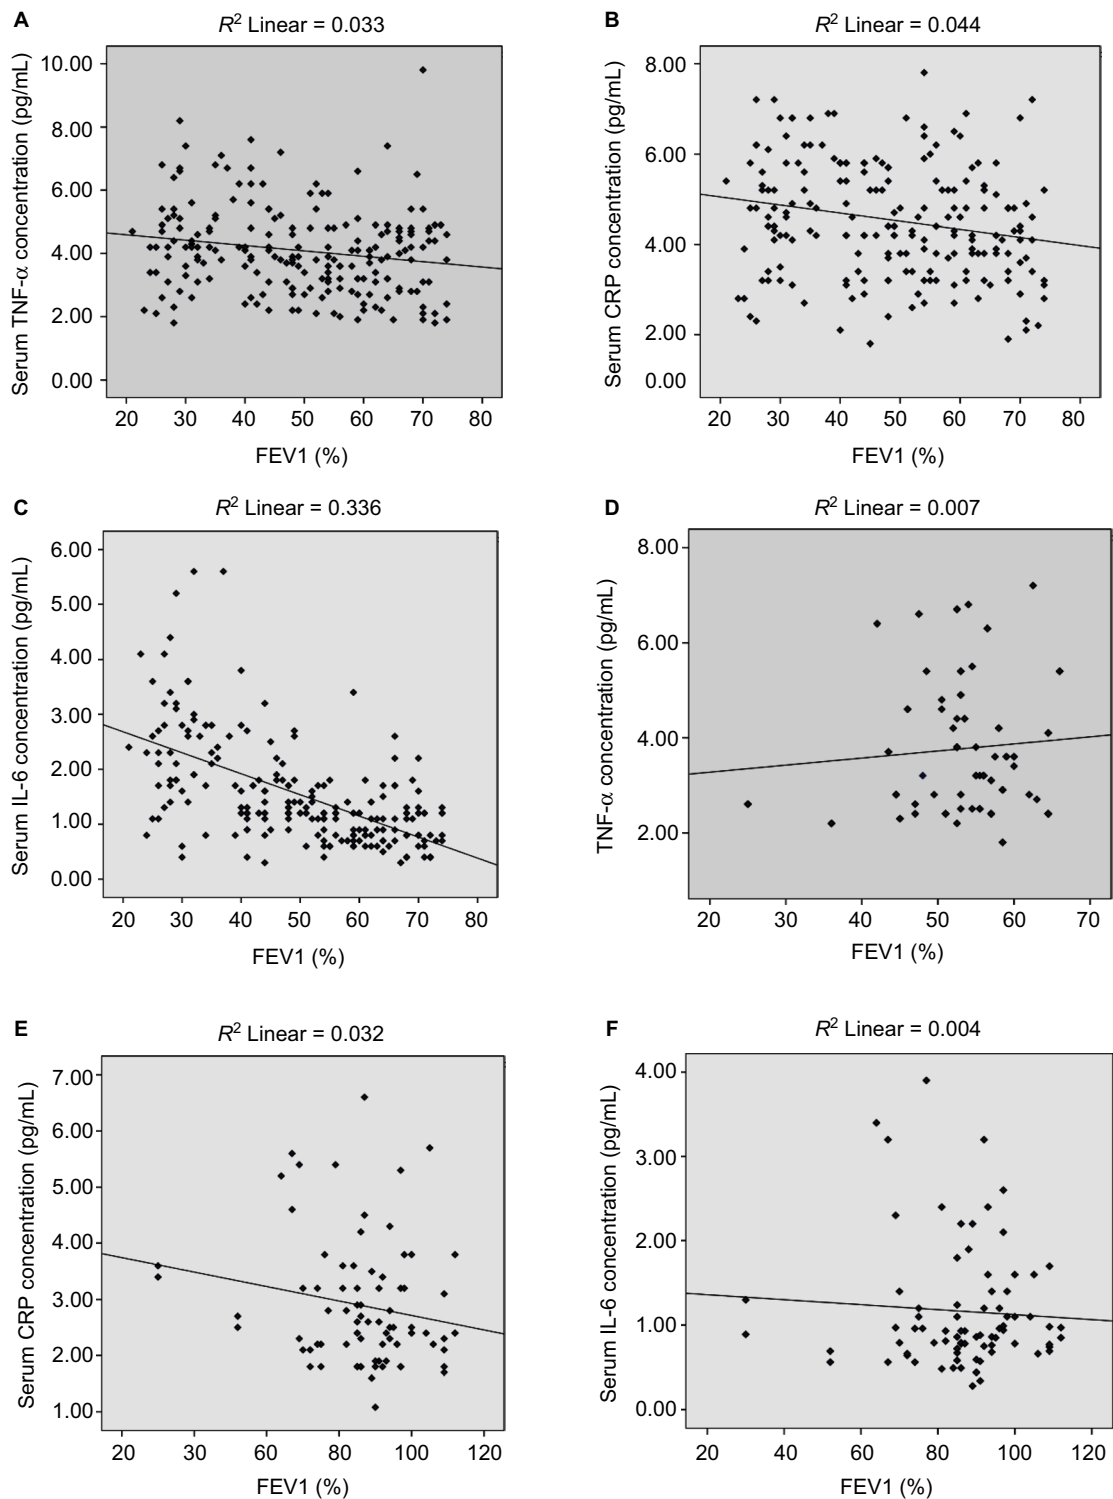 A
R² Linear = 0.033
Serum TNF-α concentration (pg/mL)
10.00
8.00
6.00
4.00
2.00
0.00
20 30 40 50 60 70 80
FEV1 (%)
B
R² Linear = 0.044
Serum CRP concentration (pg/mL)
8.00
6.00
4.00
2.00
0.00
20 30 40 50 60 70 80
FEV1 (%)
C
R² Linear = 0.336
Serum IL-6 concentration (pg/mL)
6.00
5.00
4.00
3.00
2.00
1.00
0.00
20 30 40 50 60 70 80
FEV1 (%)
D
R² Linear = 0.007
TNF-α concentration (pg/mL)
8.00
6.00
4.00
2.00
20 30 40 50 60 70
FEV1 (%)
E
R² Linear = 0.032
Serum CRP concentration (pg/mL)
7.00
6.00
5.00
4.00
3.00
2.00
1.00
20 40 60 80 100 120
FEV1 (%)
F
R² Linear = 0.004
Serum IL-6 concentration (pg/mL)
4.00
3.00
2.00
1.00
0.00
20 40 60 80 100 120
FEV1 (%)